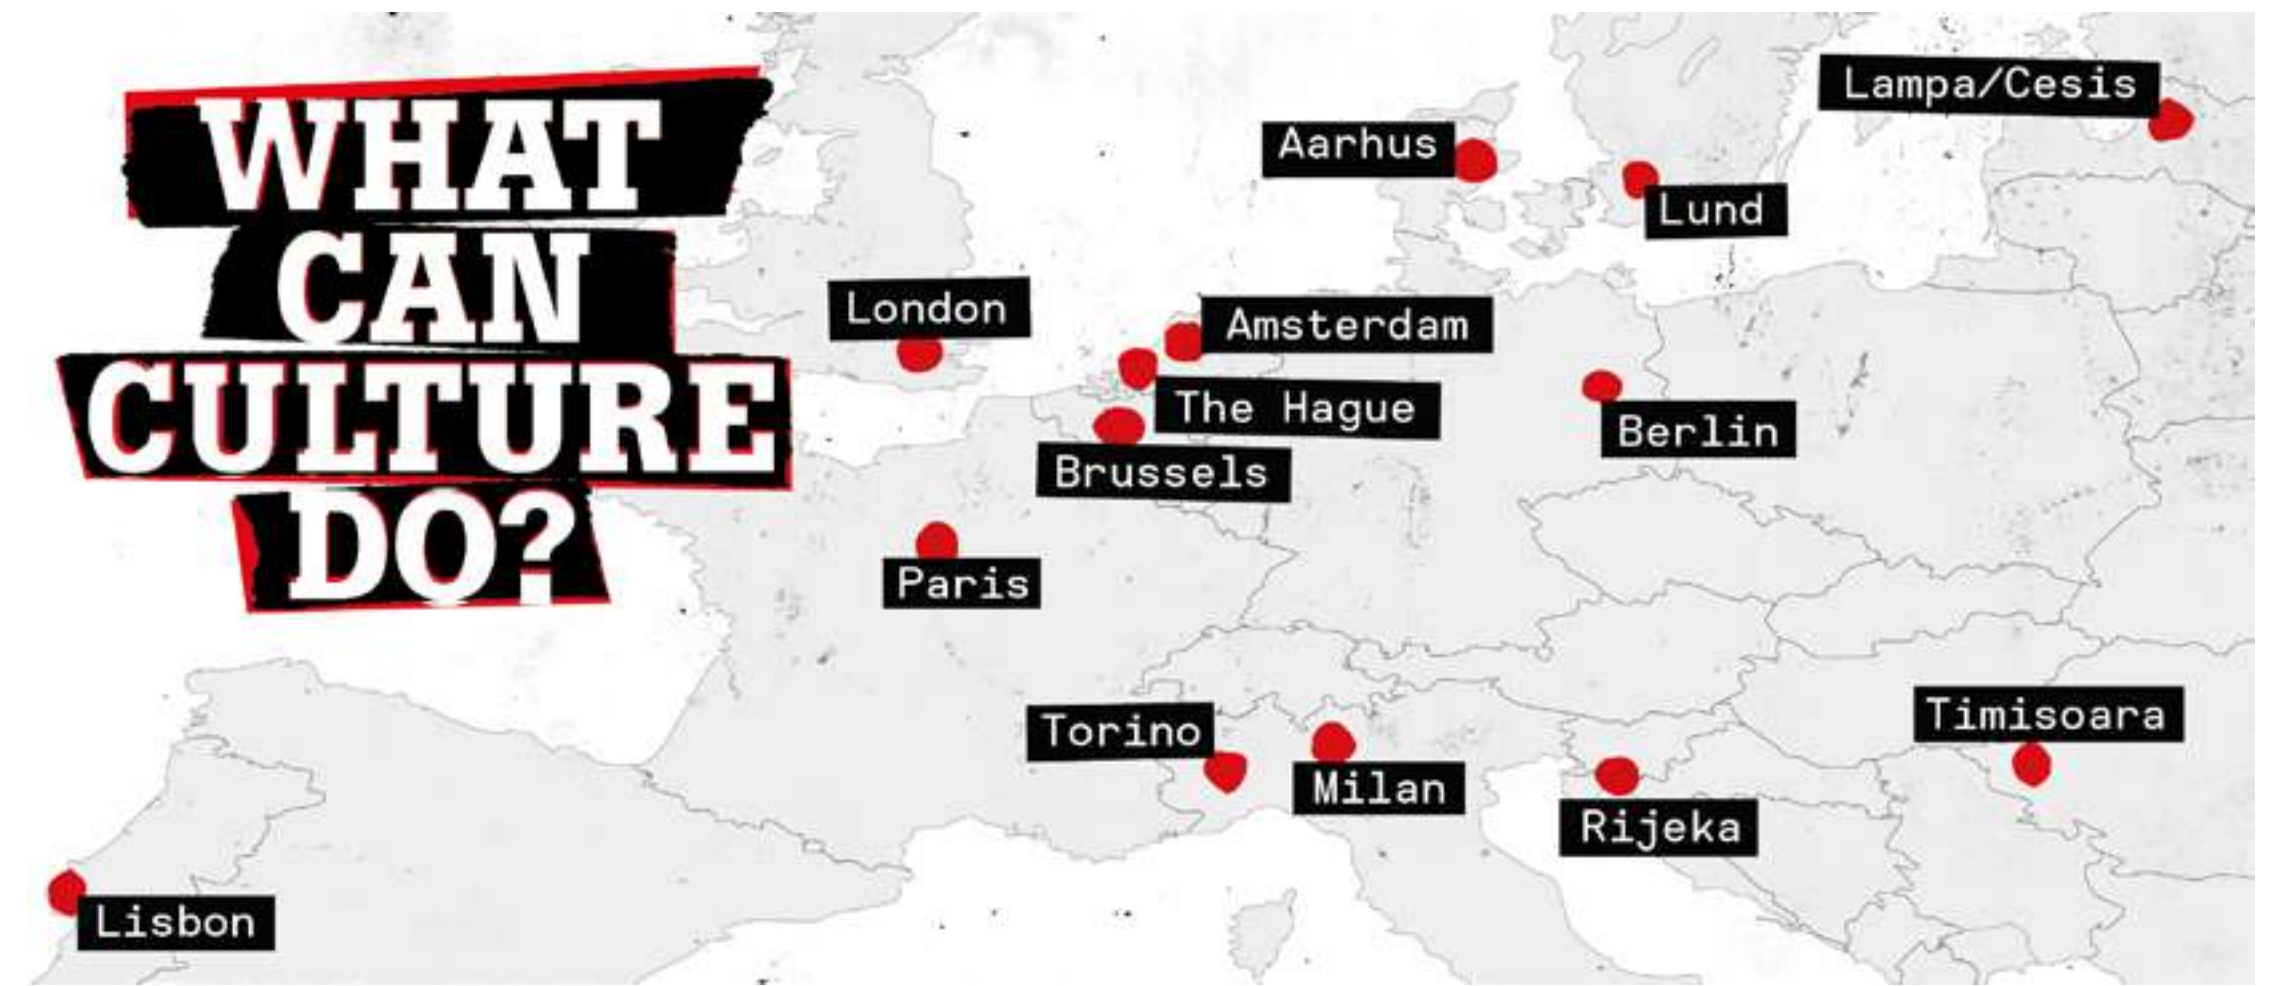 WHAT
CAN
CULTURE
DO?
Lampa/Cesis
Aarhus
Lund
London
Amsterdam
The Hague
Berlin
Brussels
Paris
Torino
Milan
Timisoara
Rijeka
Lisbon